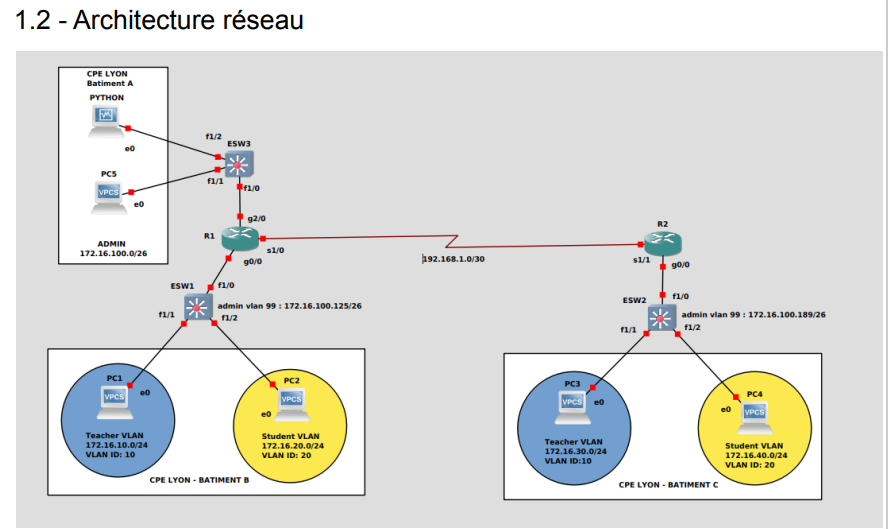 1.2 - Architecture réseau
CPE LYON
Batiment A
PYTHON
e0
PC5
VPCS
e0
ADMIN
172.16.100.0/26
f1/2
ESW3
f1/1
f1/0
g2/0
R1
s1/0
g0/0
192.168.1.0/30
R2
s1/1
g0/0
ESW1
f1/0
admin vlan 99 : 172.16.100.125/26
f1/1
f1/2
ESW2
f1/0
admin vlan 99 : 172.16.100.189/26
f1/1
f1/2
PC1
VPCS
e0
Teacher VLAN
172.16.10.0/24
VLAN ID: 10
PC2
VPCS
e0
Student VLAN
172.16.20.0/24
VLAN ID: 20
CPE LYON - BATIMENT B
PC3
VPCS
e0
Teacher VLAN
172.16.30.0/24
VLAN ID:10
PC4
VPCS
e0
Student VLAN
172.16.40.0/24
VLAN ID: 20
CPE LYON - BATIMENT C